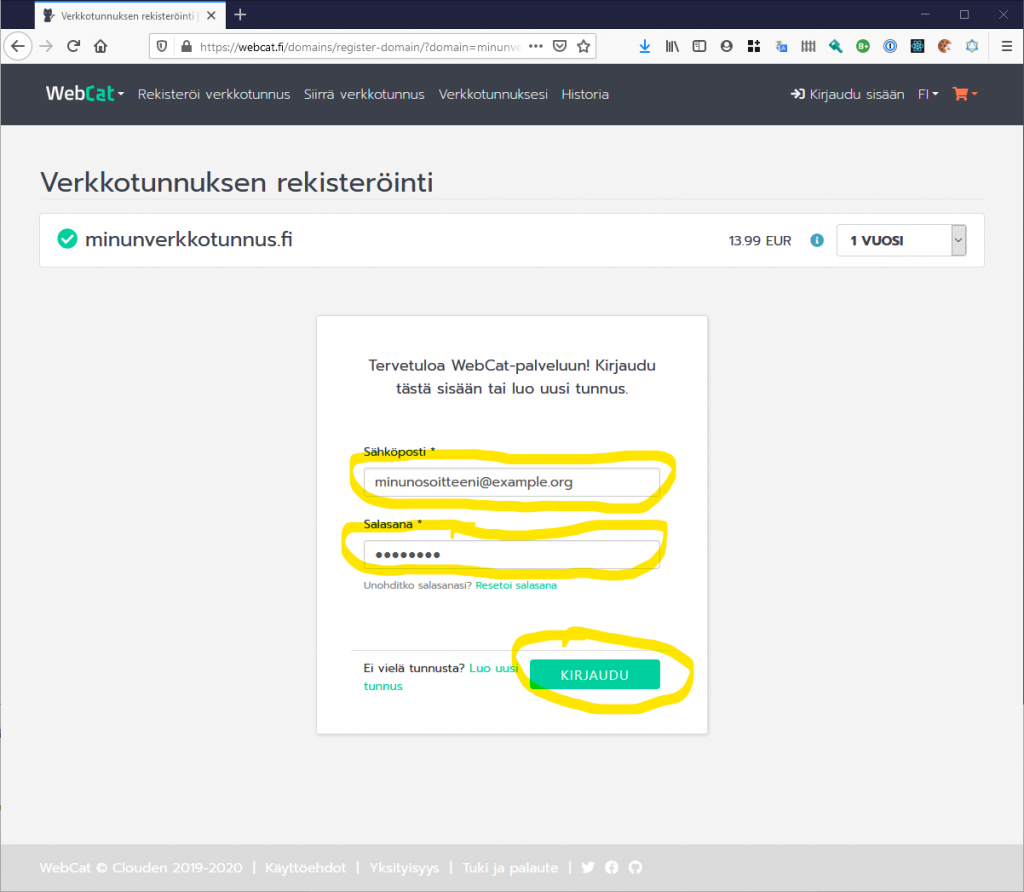 Verkkotunnuksen rekisteröinti
https://webcat.fi/domains/register-domain/?domain=minunve
WebCat Rekisteröi verkkotunnus Siirrä verkkotunnus Verkkotunnuksesi Historia Kirjaudu sisään FI
Verkkotunnuksen rekisteröinti
minunverkkotunnus.fi 13.99 EUR 1 VUOSI
Tervetuloa WebCat-palveluun! Kirjaudu
tästä sisään tai luo uusi tunnus.
Sähköposti *
minunosoitteeni@example.org
Salasana *
●●●●●●●●
Unohditko salasanasi? Resetoi salasana
Ei vielä tunnusta? Luo uusi
tunnus
KIRJAUDU
WebCat © Clouden 2019-2020 | Käyttöehdot | Yksityisyys | Tuki ja palaute |